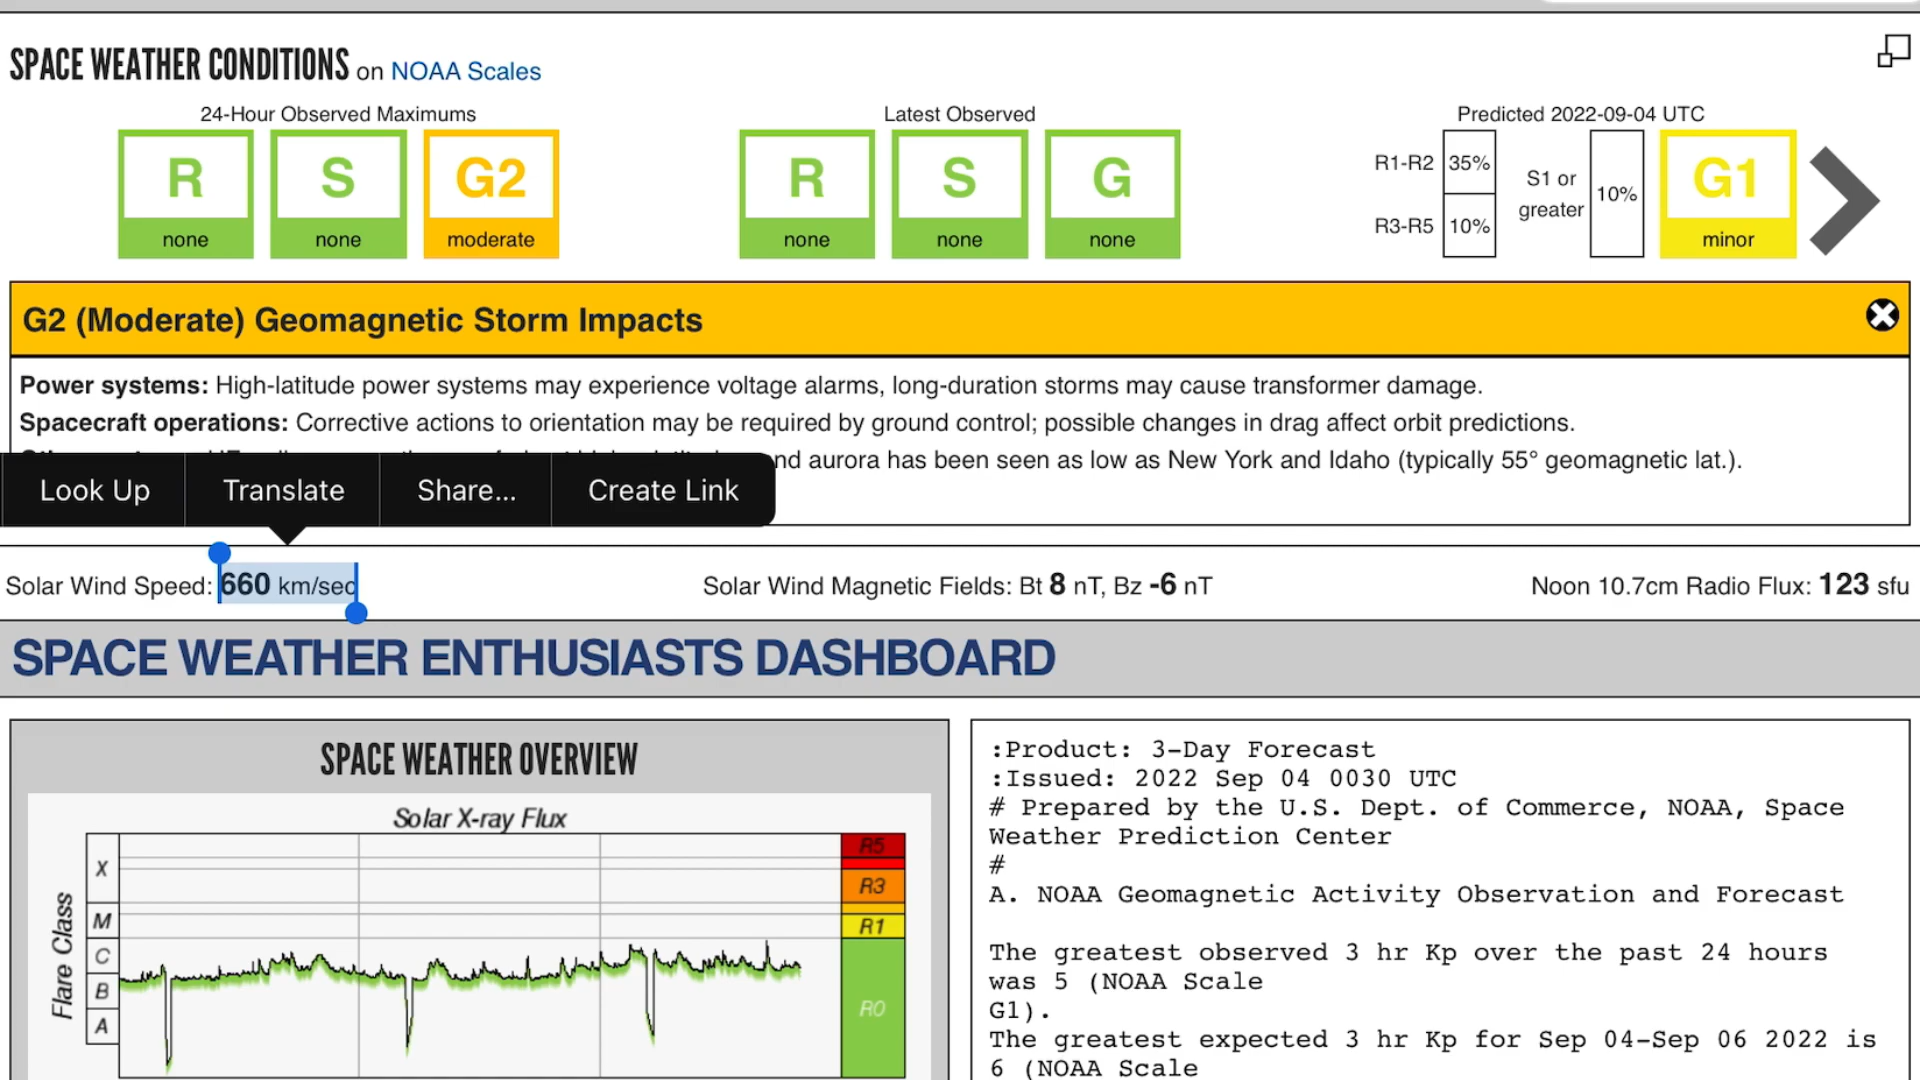 SPACE WEATHER CONDITIONS on NOAA Scales
24-Hour Observed Maximums
R
none
S
none
G2
moderate
Latest Observed
R
none
S
none
G
none
Predicted 2022-09-04 UTC
R1-R2 35%
R3-R5 10%
S1 or
greater
10%
G1
minor
G2 (Moderate) Geomagnetic Storm Impacts
Power systems: High-latitude power systems may experience voltage alarms, long-duration storms may cause transformer damage.
Spacecraft operations: Corrective actions to orientation may be required by ground control; possible changes in drag affect orbit predictions.
aurora has been seen as low as New York and Idaho (typically 55° geomagnetic lat.).
Look Up Translate Share... Create Link
Solar Wind Speed: 660 km/sec
Solar Wind Magnetic Fields: Bt 8 nT, Bz -6 nT
Noon 10.7cm Radio Flux: 123 sfu
SPACE WEATHER ENTHUSIASTS DASHBOARD
SPACE WEATHER OVERVIEW
Solar X-ray Flux
Flare Class
X
M
C
B
A
R5
R3
R1
R0
:Product: 3-Day Forecast
:Issued: 2022 Sep 04 0030 UTC
# Prepared by the U.S. Dept. of Commerce, NOAA, Space
Weather Prediction Center
#
A. NOAA Geomagnetic Activity Observation and Forecast
The greatest observed 3 hr Kp over the past 24 hours
was 5 (NOAA Scale
G1).
The greatest expected 3 hr Kp for Sep 04-Sep 06 2022 is
6 (NOAA Scale